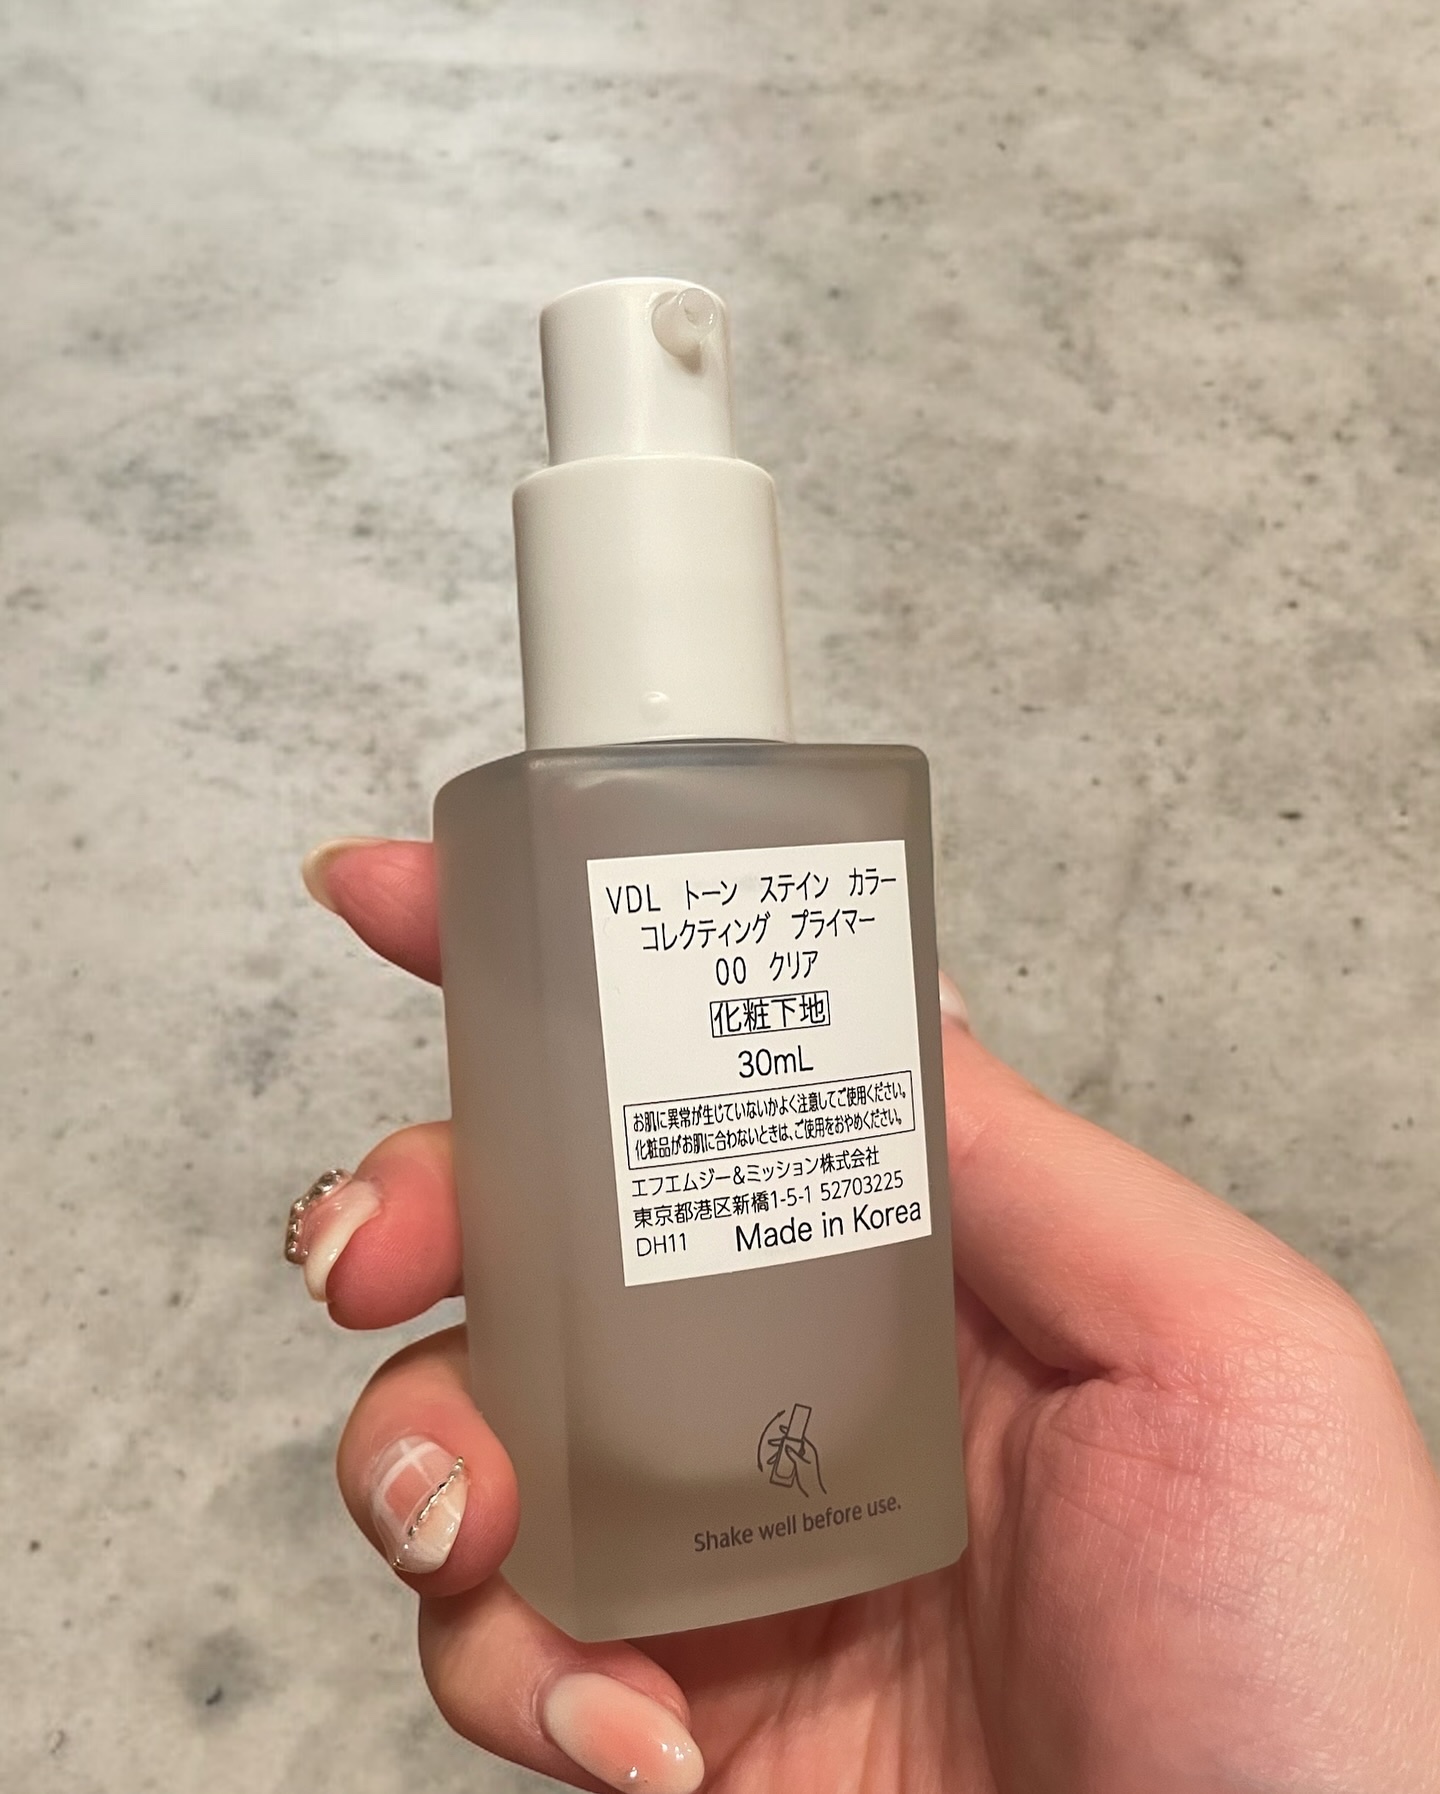 VDL トーン ステイン カラー
コレクティング プライマー
00 クリア
化粧下地
30mL
お肌に異常が生じていないかよく注意してご使用ください。
化粧品がお肌に合わないときは、ご使用をおやめください。
エフエムジー&ミッション株式会社
東京都港区新橋1-5-1 52703225
DH11 Made in Korea
Shake well before use.